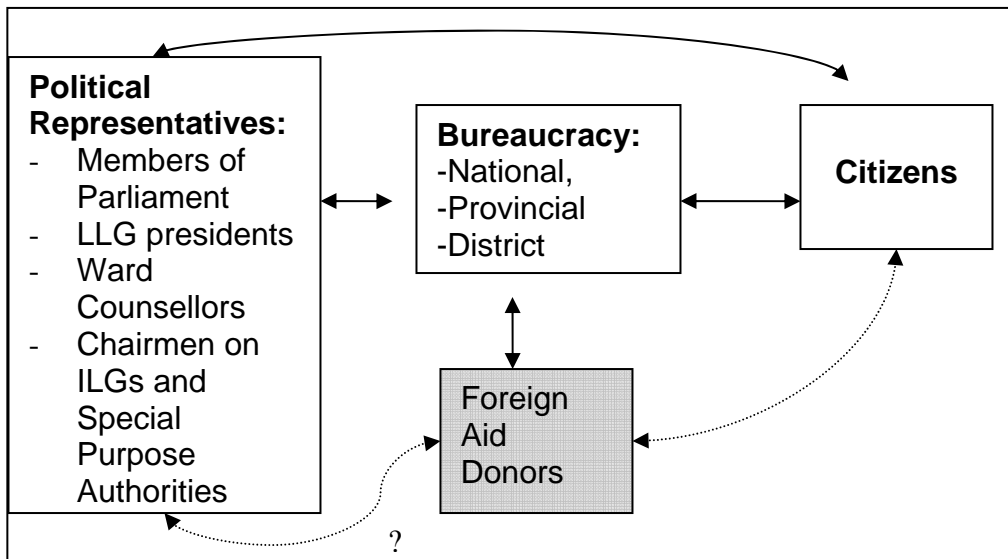 Political
Representatives:
- Members of
Parliament
- LLG presidents
- Ward
Counsellors
- Chairmen on
ILGs and
Special
Purpose
Authorities
Bureaucracy:
-National,
-Provincial
-District
Citizens
Foreign
Aid
Donors
?